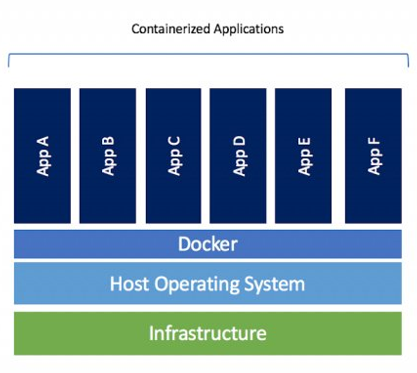 Containerized Applications
App A
App B
App C
App D
App E
App F
Docker
Host Operating System
Infrastructure